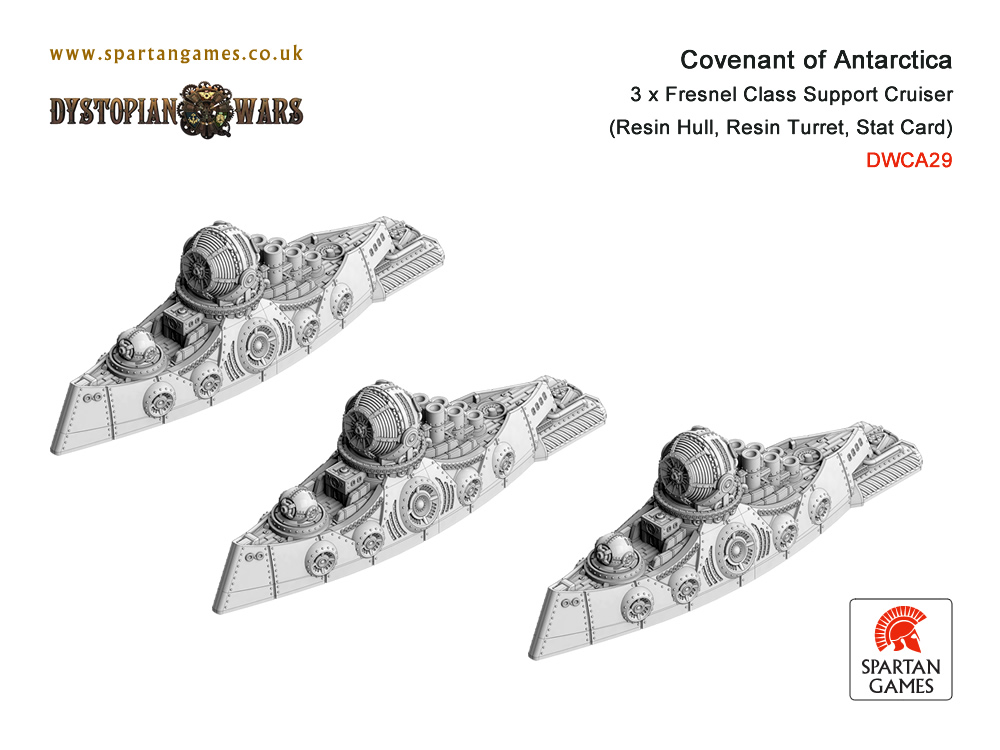 www.spartangames.co.uk
DYSTOPIAN WARS
Covenant of Antarctica
3 x Fresnel Class Support Cruiser
(Resin Hull, Resin Turret, Stat Card)
DWCA29
SPARTAN
GAMES